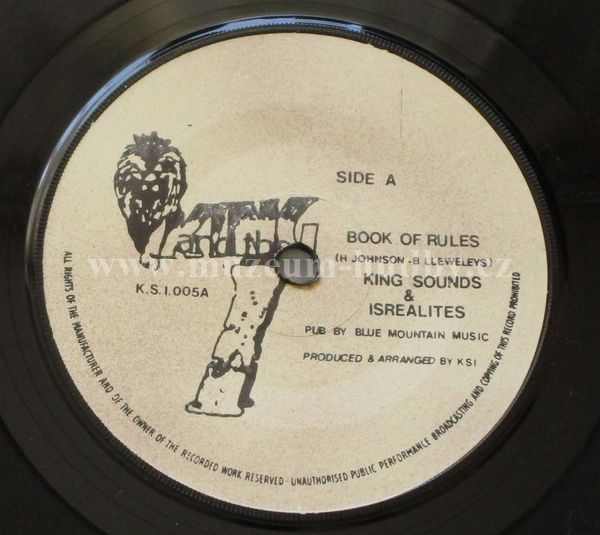 SIDE A
and the
K.S.I.005A
BOOK OF RULES
(H JOHNSON - B LLEWELEYS)
KING SOUNDS
&
ISREALITES
PUB BY BLUE MOUNTAIN MUSIC
PRODUCED & ARRANGED BY KSI
ALL RIGHTS OF THE MANUFACTURER AND OF THE OWNER OF THE RECORDED WORK RESERVED · UNAUTHORISED PUBLIC PERFORMANCE BROADCASTING AND COPYING OF THIS RECORD PROHIBITED